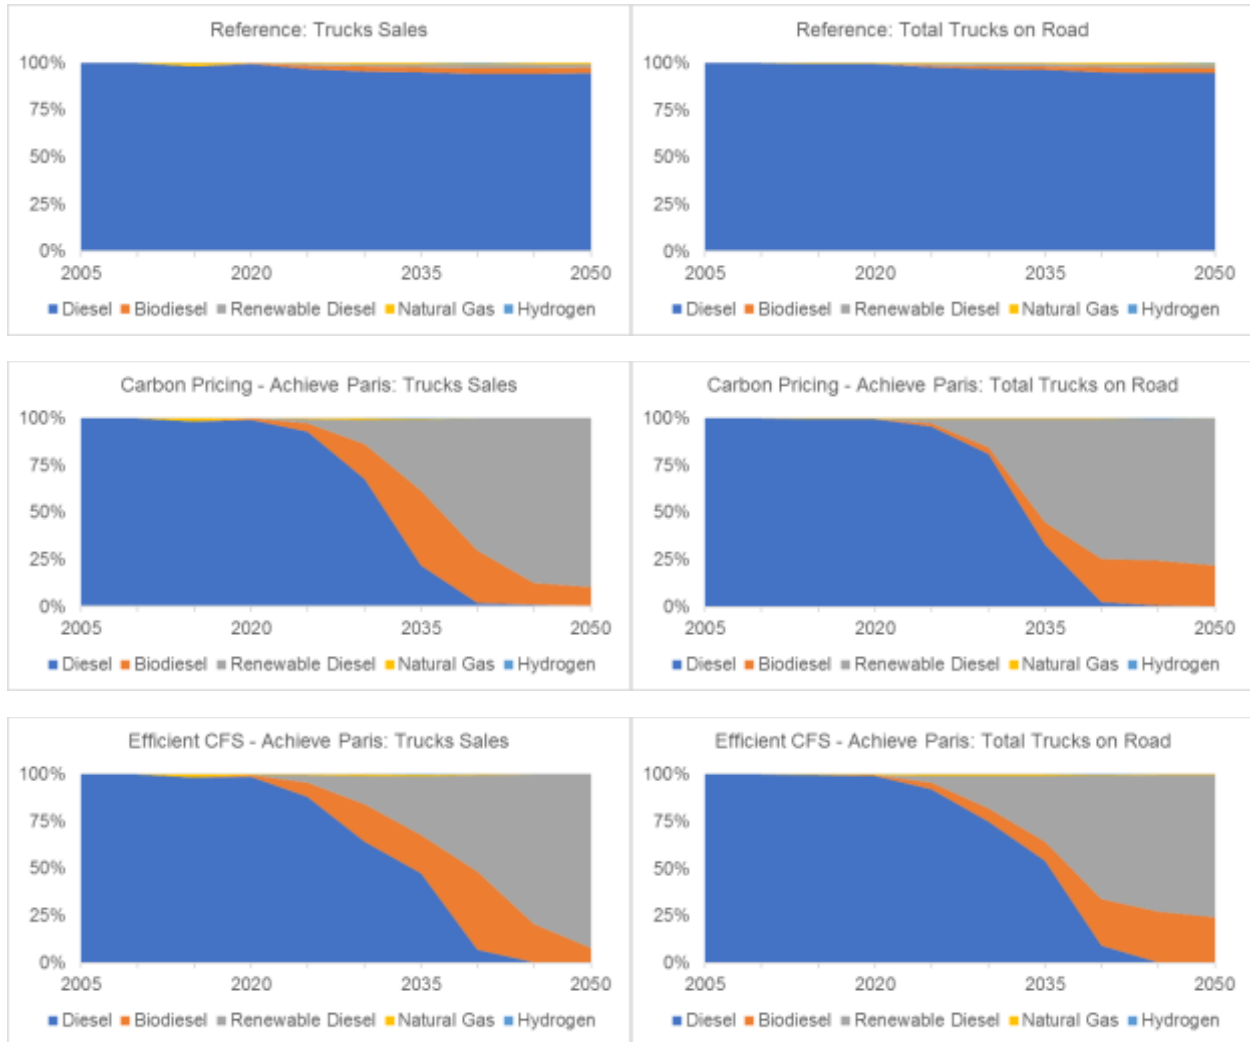 Reference: Trucks Sales
100%
75%
50%
25%
0%
2005 2020 2035 2050
Diesel Biodiesel Renewable Diesel Natural Gas Hydrogen
Reference: Total Trucks on Road
100%
75%
50%
25%
0%
2005 2020 2035 2050
Diesel Biodiesel Renewable Diesel Natural Gas Hydrogen
Carbon Pricing - Achieve Paris: Trucks Sales
100%
75%
50%
25%
0%
2005 2020 2035 2050
Diesel Biodiesel Renewable Diesel Natural Gas Hydrogen
Carbon Pricing - Achieve Paris: Total Trucks on Road
100%
75%
50%
25%
0%
2005 2020 2035 2050
Diesel Biodiesel Renewable Diesel Natural Gas Hydrogen
Efficient CFS - Achieve Paris: Trucks Sales
100%
75%
50%
25%
0%
2005 2020 2035 2050
Diesel Biodiesel Renewable Diesel Natural Gas Hydrogen
Efficient CFS - Achieve Paris: Total Trucks on Road
100%
75%
50%
25%
0%
2005 2020 2035 2050
Diesel Biodiesel Renewable Diesel Natural Gas Hydrogen